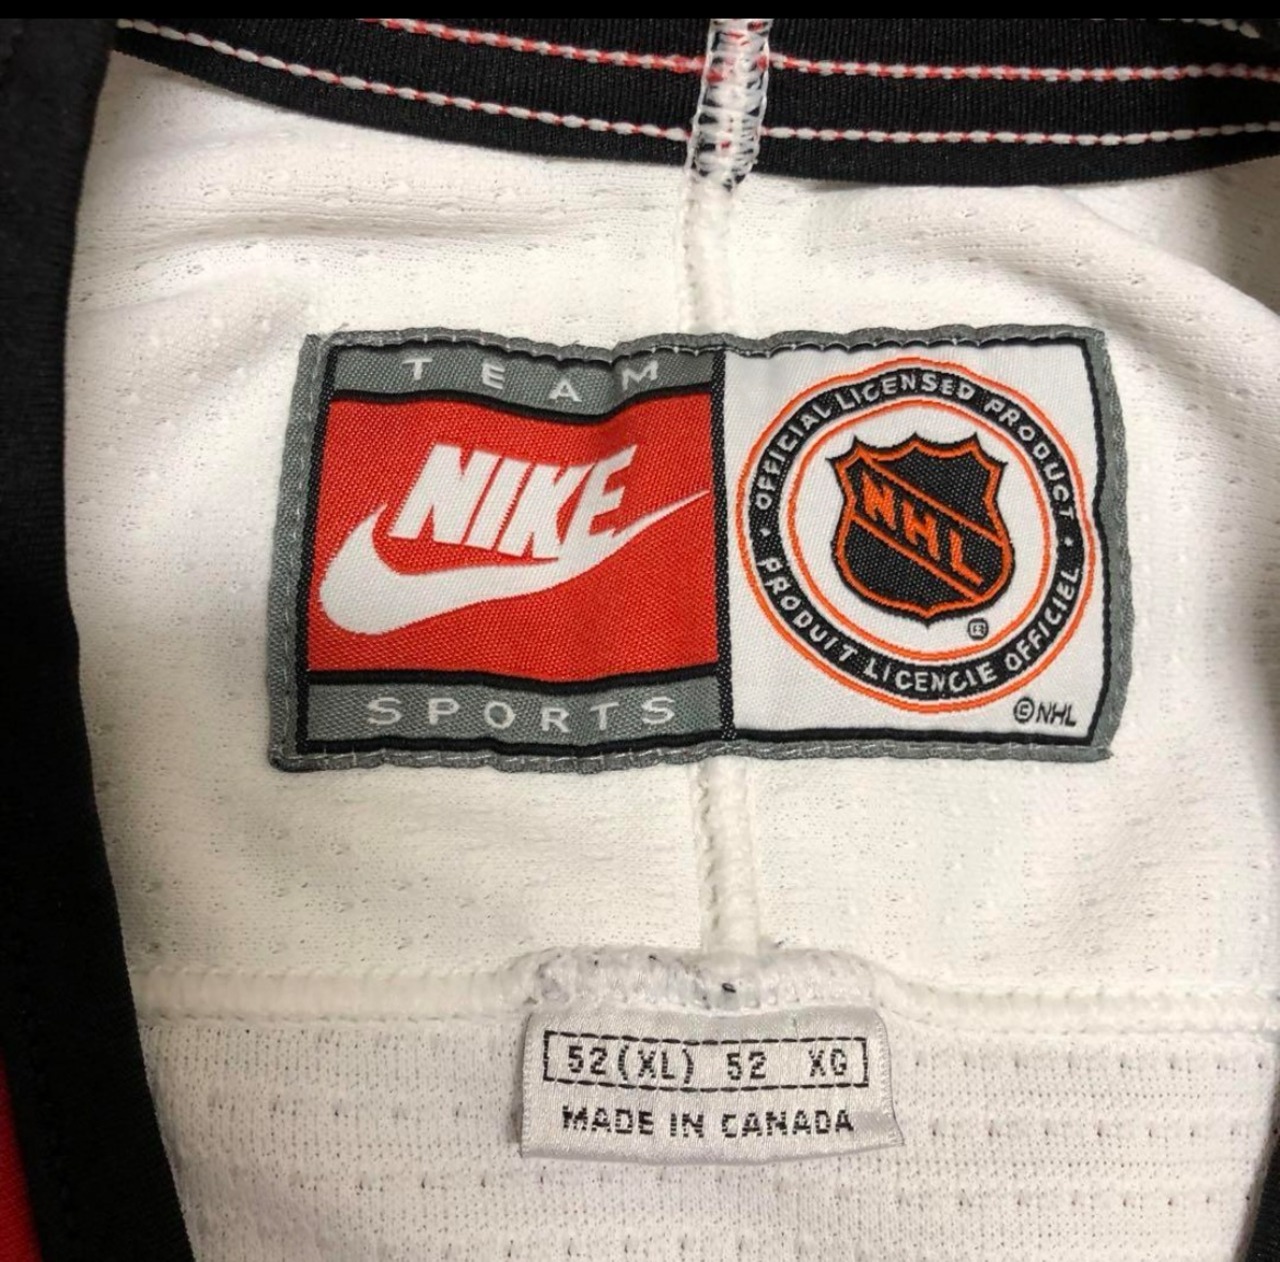 TEAM
NIKE
SPORTS
OFFICIAL LICENSED PRODUCT
NHL
®
• PRODUIT LICENCIE OFFICIEL •
©NHL
52(XL) 52 XG
MADE IN CANADA